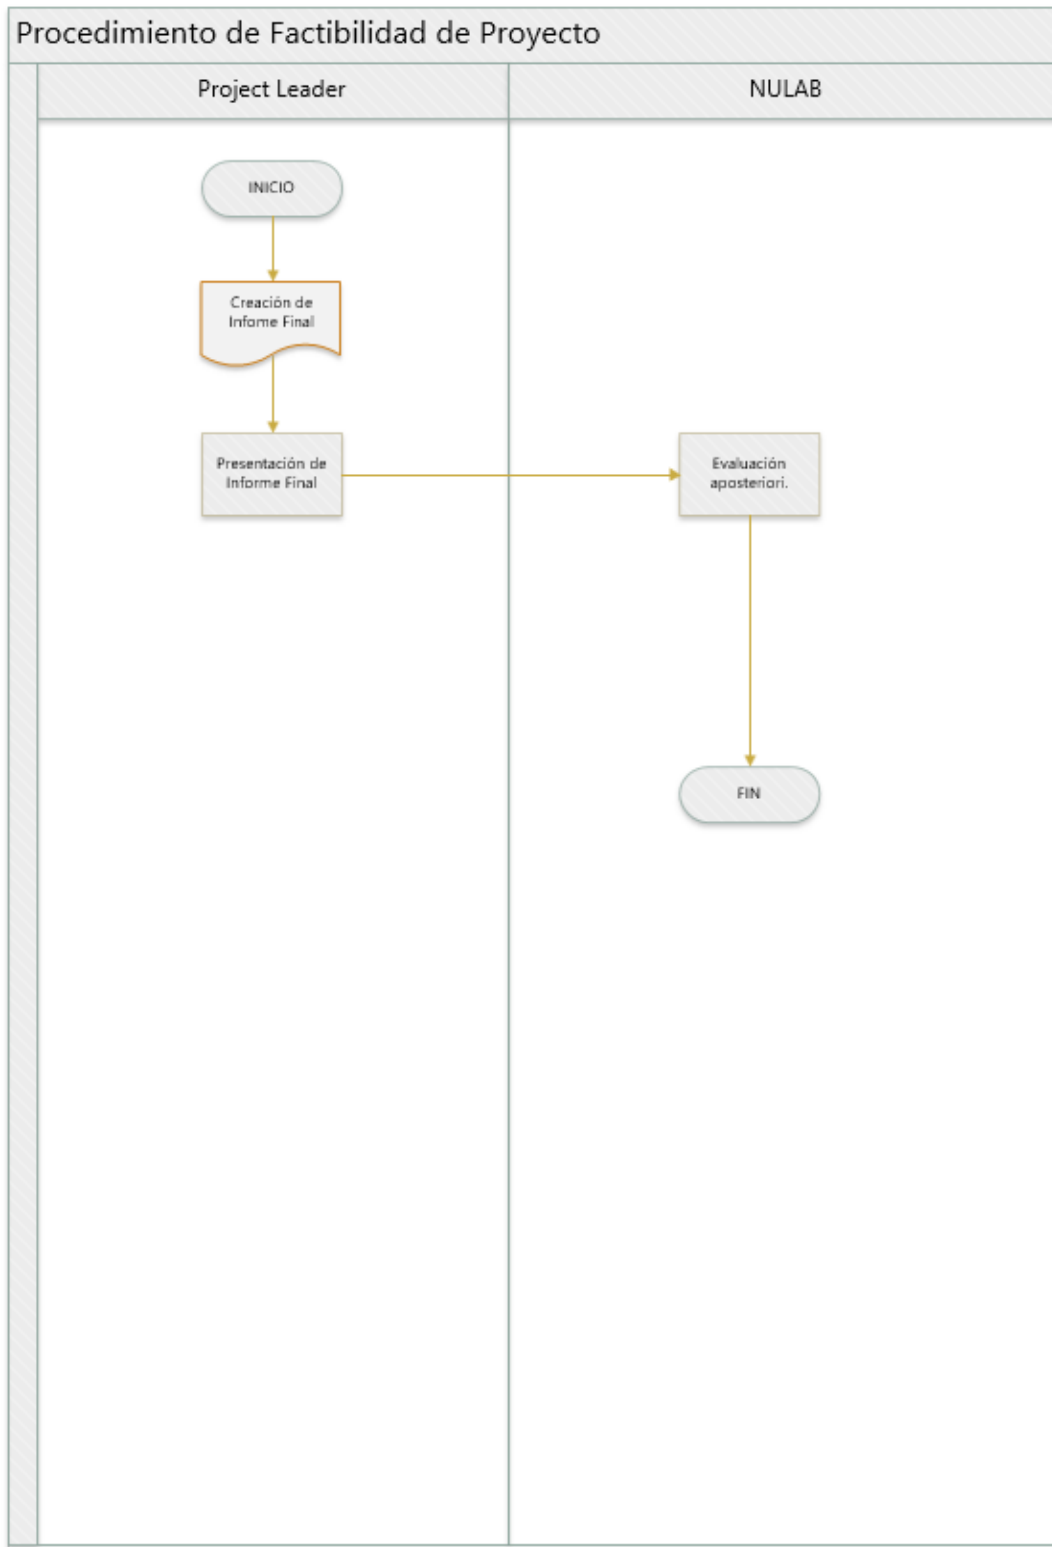 Procedimiento de Factibilidad de Proyecto
Project Leader
NULAB
INICIO
Creación de
Infome Final
Presentación de
Informe Final
Evaluación
aposteriori.
FIN